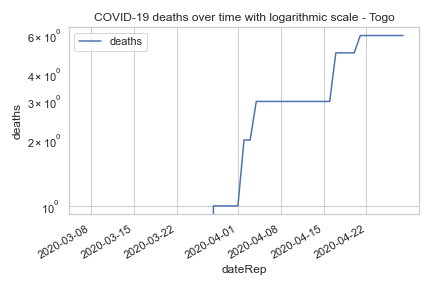 COVID-19 deaths over time with logarithmic scale - Togo
deaths
6 × 10⁰
4 × 10⁰
3 × 10⁰
2 × 10⁰
10⁰
deaths
2020-03-08
2020-03-15
2020-03-22
2020-04-01
2020-04-08
2020-04-15
2020-04-22
dateRep